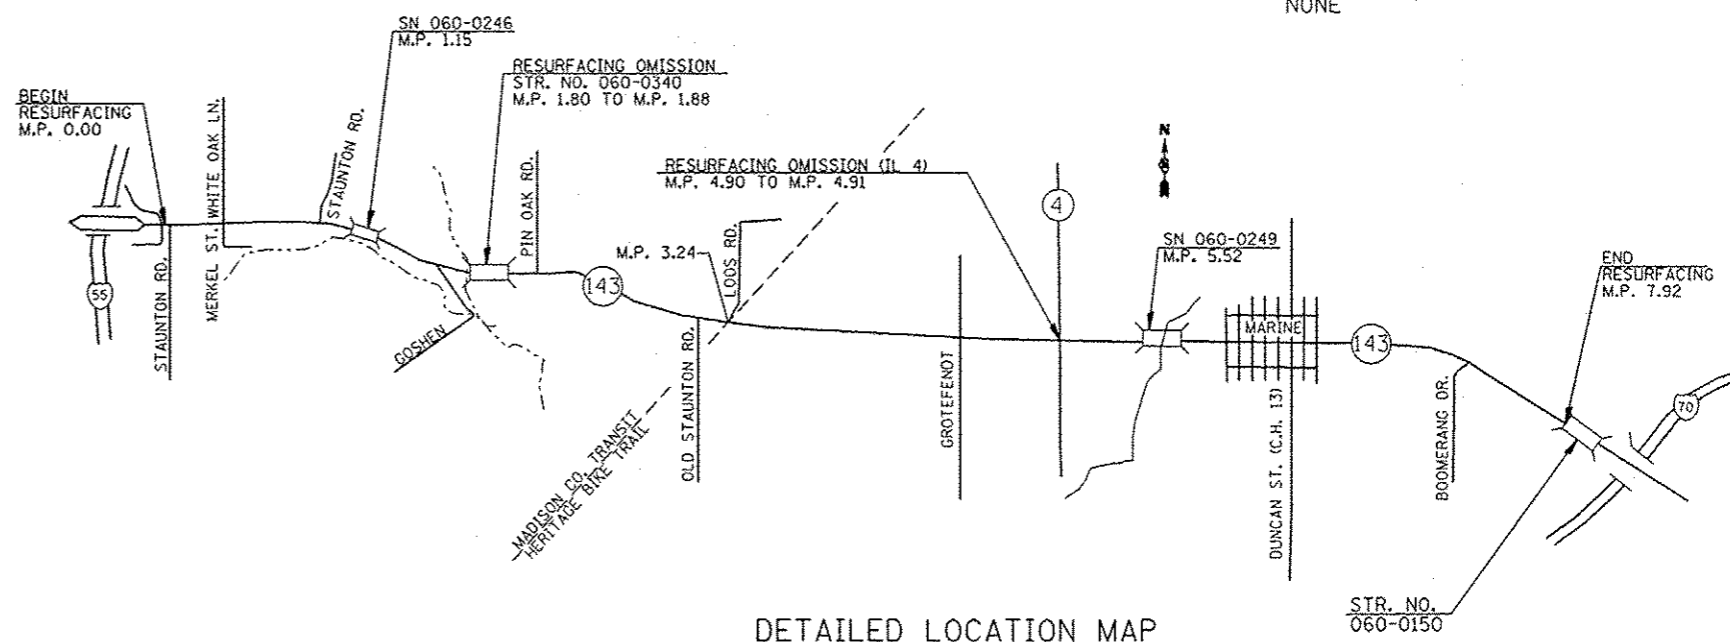 NONE
SN 060-0246
M.P. 1.15
RESURFACING OMISSION
STR. NO. 060-0340
M.P. 1.80 TO M.P. 1.88
BEGIN
RESURFACING
M.P. 0.00
MERKEL ST. WHITE OAK LN.
STAUNTON RD.
PIN OAK RD.
RESURFACING OMISSION (IL 4)
M.P. 4.90 TO M.P. 4.91
N
4
SN 060-0249
M.P. 5.52
END
RESURFACING
M.P. 7.92
M.P. 3.24
LOOS RD.
55
STAUNTON RD.
143
GOSHEN
OLD STAUNTON RD.
MARINE
143
70
GROTEFENDT
DUNCAN ST. (C.H. 13)
BOOMERANG DR.
MADISON CO. TRANSIT
HERITAGE BIKE TRAIL
STR. NO.
060-0150
DETAILED LOCATION MAP